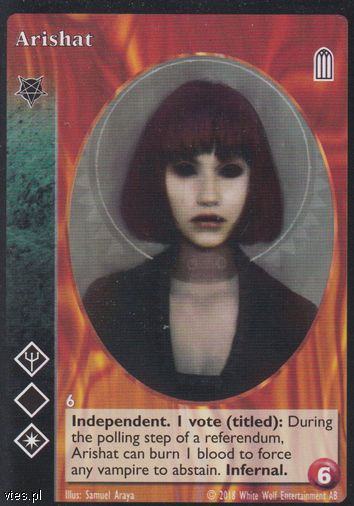 Arishat
6
Independent. 1 vote (titled): During
the polling step of a referendum,
Arishat can burn 1 blood to force
any vampire to abstain. Infernal.
6
Illus: Samuel Araya
© 2018 White Wolf Entertainment AB
vtes.pl